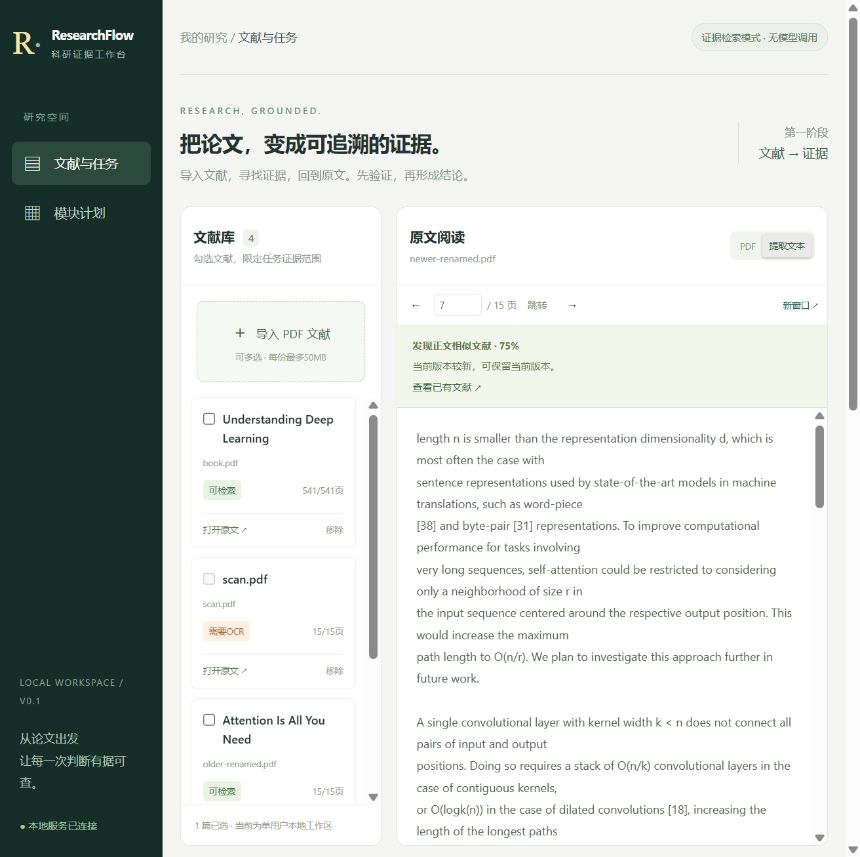 R.
ResearchFlow
科研证据工作台
研究空间
文献与任务
模块计划
LOCAL WORKSPACE /
V0.1
从论文出发
让每一次判断有据可
查。
本地服务已连接
我的研究 / 文献与任务
证据检索模式 · 无模型调用
RESEARCH, GROUNDED.
把论文，变成可追溯的证据。
导入文献，寻找证据，回到原文。先验证，再形成结论。
第一阶段
文献 → 证据
文献库 4
勾选文献，限定任务证据范围
+ 导入 PDF 文献
可多选 · 每份最多50MB
Understanding Deep
Learning
book.pdf
可检索 541/541页
打开原文 ↗ 移除
scan.pdf
scan.pdf
需要OCR 15/15页
打开原文 ↗ 移除
Attention Is All You
Need
older-renamed.pdf
可检索 15/15页
1 篇已选 · 当前为单用户本地工作区
原文阅读
newer-renamed.pdf
PDF 提取文本
← 7 / 15 页 跳转 →
新窗口 ↗
发现正文相似文献 · 75%
当前版本较新，可保留当前版本。
查看已有文献 ↗
length n is smaller than the representation dimensionality d, which is
most often the case with
sentence representations used by state-of-the-art models in machine
translations, such as word-piece
[38] and byte-pair [31] representations. To improve computational
performance for tasks involving
very long sequences, self-attention could be restricted to considering
only a neighborhood of size r in
the input sequence centered around the respective output position. This
would increase the maximum
path length to O(n/r). We plan to investigate this approach further in
future work.
A single convolutional layer with kernel width k < n does not connect all
pairs of input and output
positions. Doing so requires a stack of O(n/k) convolutional layers in the
case of contiguous kernels,
or O(logk(n)) in the case of dilated convolutions [18], increasing the
length of the longest paths